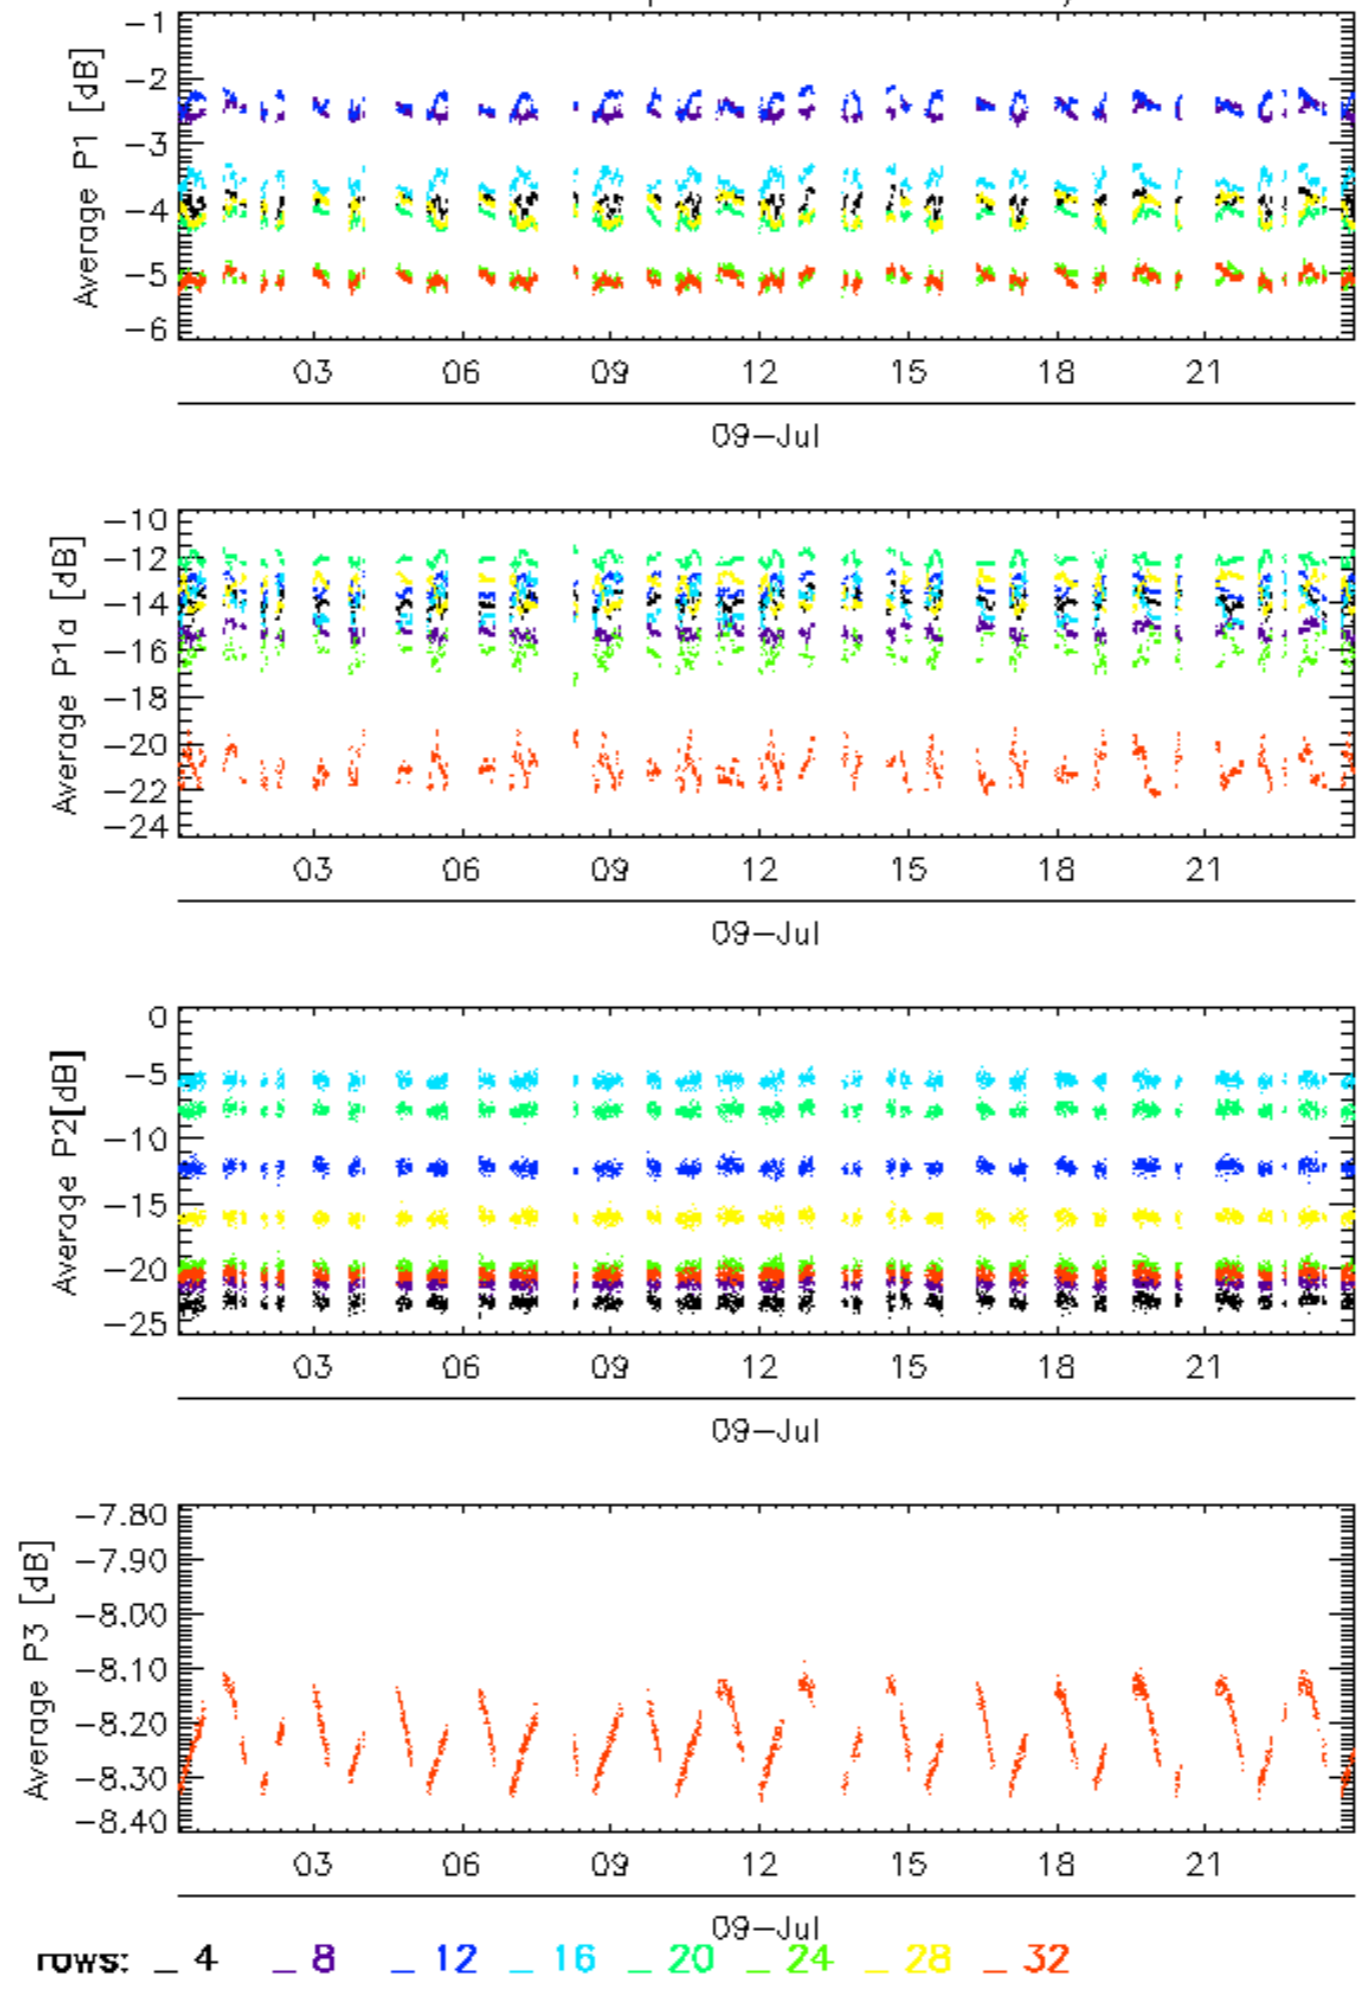 Average P1 [dB]
-1
-2
-3
-4
-5
-6
03 06 09 12 15 18 21
09-Jul
Average P1a [dB]
-10
-12
-14
-16
-18
-20
-22
-24
03 06 09 12 15 18 21
09-Jul
Average P2[dB]
0
-5
-10
-15
-20
-25
03 06 09 12 15 18 21
09-Jul
Average P3 [dB]
-7.80
-7.90
-8.00
-8.10
-8.20
-8.30
-8.40
03 06 09 12 15 18 21
09-Jul
rows: _ 4 _ 8 _ 12 _ 16 _ 20 _ 24 _ 28 _ 32